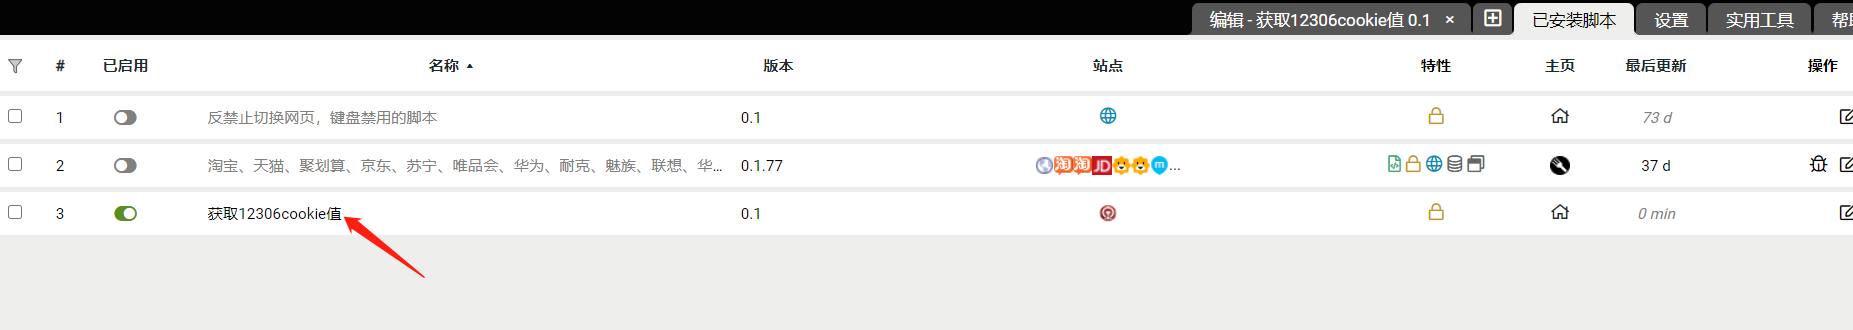 编辑 - 获取12306cookie值 0.1 × 已安装脚本 设置 实用工具 帮助
# 已启用 名称 版本 站点 特性 主页 最后更新 操作
1 反禁止切换网页，键盘禁用的脚本 0.1 73 d
2 淘宝、天猫、聚划算、京东、苏宁、唯品会、华为、耐克、魅族、联想、华... 0.1.77 淘 淘 JD m ... 37 d
3 获取12306cookie值 0.1 0 min